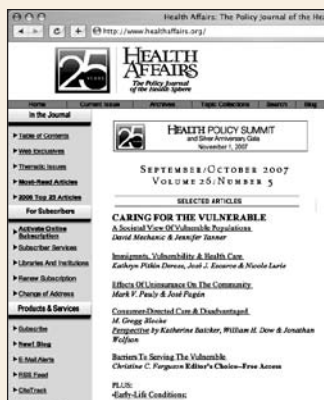 Health Affairs: The Policy Journal of the Hea
http://www.healthaffairs.org/
25
YEARS
HEALTH
AFFAIRS
The Policy Journal
of the Health Sphere
Home Current Issue Archives Topic Collections Search Blog
In the Journal
Table of Contents
Web Exclusives
Thematic Issues
Most-Read Articles
2006 Top 25 Articles
For Subscribers
Activate Online
Subscription
Subscriber Services
Libraries And Institutions
Renew Subscription
Change of Address
Products & Services
Subscribe
New! Blog
E-Mail Alerts
RSS Feed
CiteTrack
25
HEALTH POLICY SUMMIT
and Silver Anniversary Gala
November 1, 2007
SEPTEMBER/OCTOBER 2007
VOLUME 26: NUMBER 5
SELECTED ARTICLES
CARING FOR THE VULNERABLE
A Societal View Of Vulnerable Populations
David Mechanic & Jennifer Tanner
Immigrants, Vulnerability & Health Care
Kathryn Pitkin Derose, José J. Escarce & Nicole Lurie
Effects Of Uninsurance On The Community
Mark V. Pauly & José Pagán
Consumer-Directed Care & Disadvantaged
M. Gregg Bloche
Perspective by Katherine Baicker, William H. Dow & Jonathan
Wolfson
Barriers To Serving The Vulnerable
Christine C. Ferguson Editor's Choice–Free Access
PLUS:
•Early-Life Conditions: